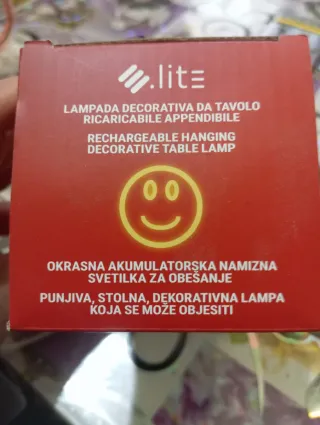 .lite
LAMPADA DECORATIVA DA TAVOLO
RICARICABILE APPENDIBILE
RECHARGEABLE HANGING
DECORATIVE TABLE LAMP
OKRASNA AKUMULATORSKA NAMIZNA
SVETILKA ZA OBEŠANJE
PUNJIVA, STOLNA, DEKORATIVNA LAMPA
KOJA SE MOŽE OBJESITI